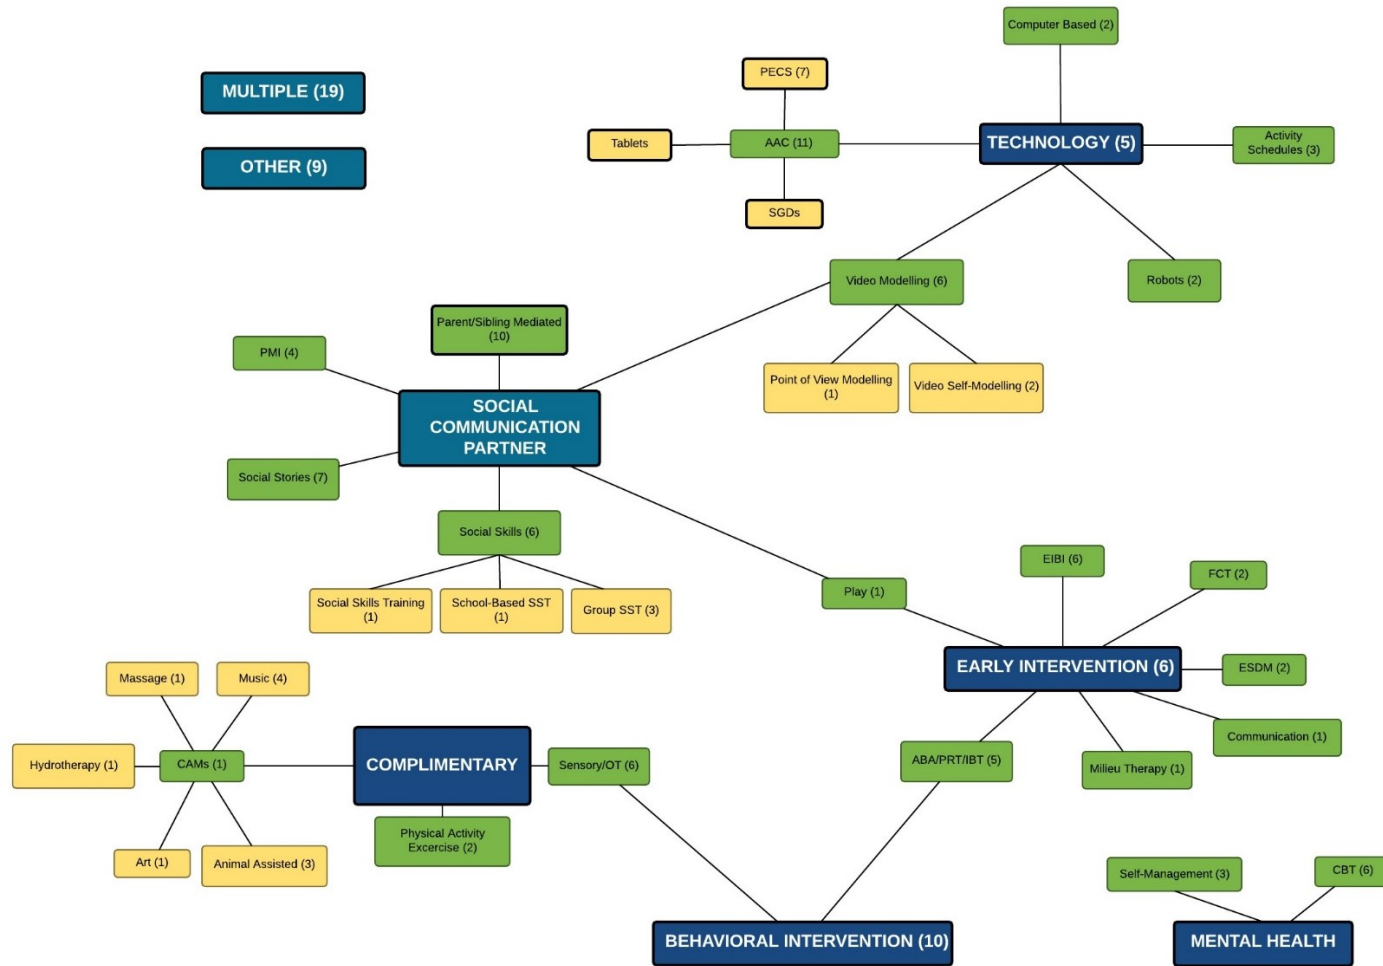 Computer Based (2)
PECS (7)
MULTIPLE (19)
Tablets
AAC (11)
TECHNOLOGY (5)
Activity
Schedules (3)
OTHER (9)
SGDs
Video Modelling (6)
Robots (2)
Parent/Sibling Mediated
(10)
PMI (4)
Point of View Modelling
(1)
Video Self-Modelling (2)
SOCIAL
COMMUNICATION
PARTNER
Social Stories (7)
Social Skills (6)
EIBI (6)
FCT (2)
Play (1)
Social Skills Training
(1)
School-Based SST
(1)
Group SST (3)
EARLY INTERVENTION (6)
ESDM (2)
Massage (1)
Music (4)
Communication (1)
Hydrotherapy (1)
CAMs (1)
COMPLIMENTARY
Sensory/OT (6)
ABA/PRT/IBT (5)
Milieu Therapy (1)
Physical Activity
Excercise (2)
Art (1)
Animal Assisted (3)
Self-Management (3)
CBT (6)
BEHAVIORAL INTERVENTION (10)
MENTAL HEALTH